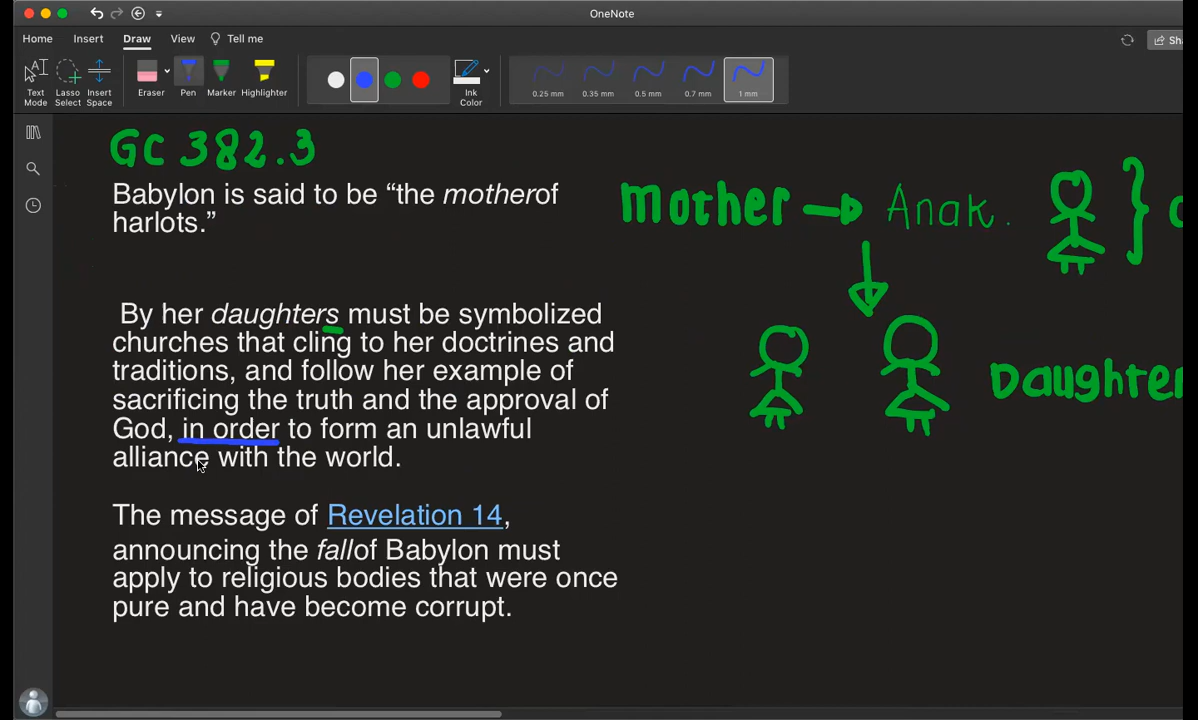 OneNote
Home Insert Draw View Tell me
Text Mode
Lasso Select
Insert Space
Eraser
Pen
Marker
Highlighter
Ink Color
0.25 mm 0.35 mm 0.5 mm 0.7 mm 1 mm
GC 382.3
Babylon is said to be “the motherof
harlots.”
mother Anak.
By her daughters must be symbolized
churches that cling to her doctrines and
traditions, and follow her example of
sacrificing the truth and the approval of
God, in order to form an unlawful
alliance with the world.
The message of Revelation 14,
announcing the fallof Babylon must
apply to religious bodies that were once
pure and have become corrupt.